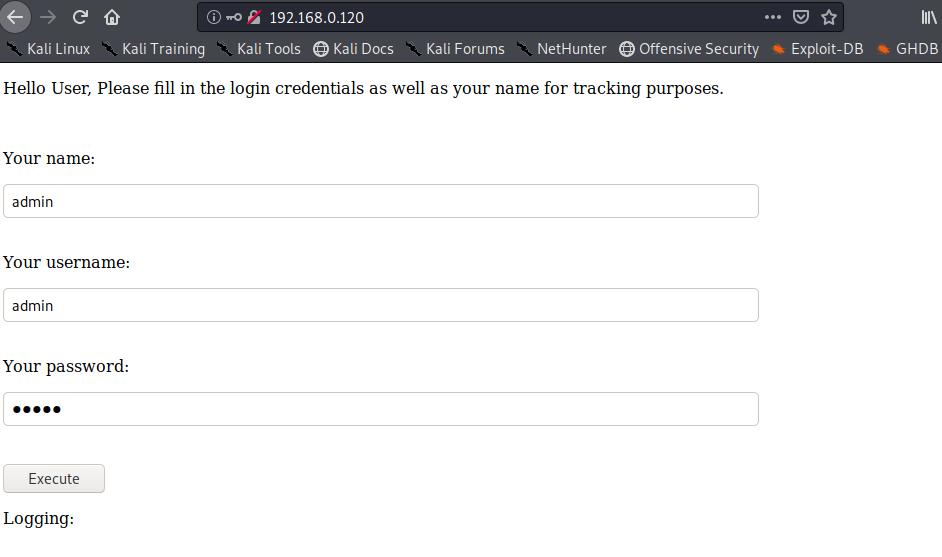 192.168.0.120
Kali Linux Kali Training Kali Tools Kali Docs Kali Forums NetHunter Offensive Security Exploit-DB GHDB
Hello User, Please fill in the login credentials as well as your name for tracking purposes.
Your name:
admin
Your username:
admin
Your password:
●●●●●
Execute
Logging: